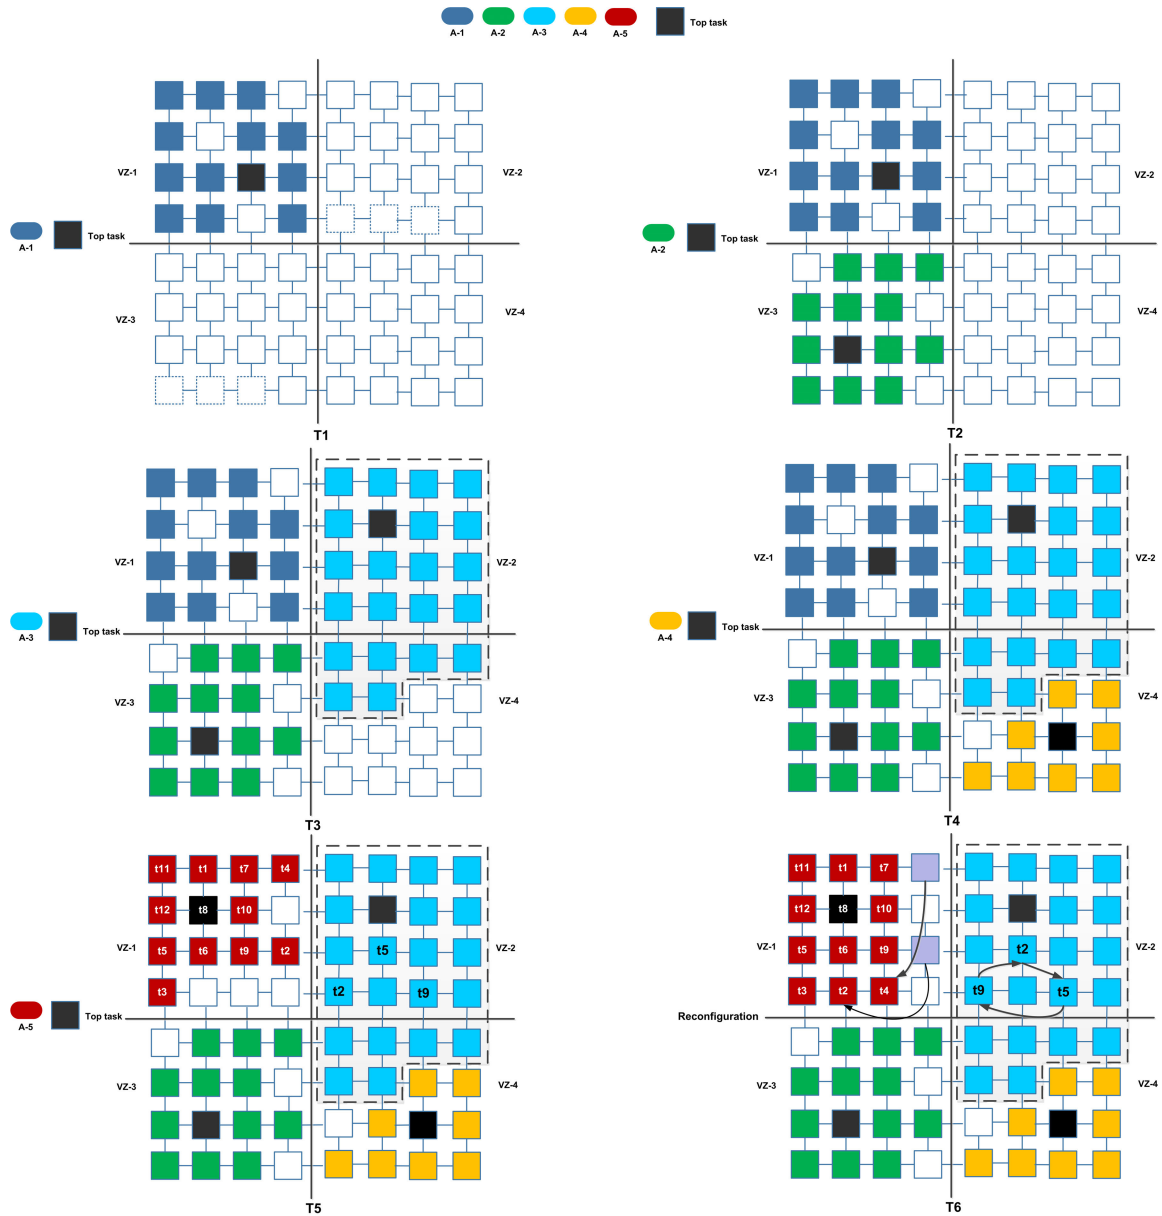 A-1 A-2 A-3 A-4 A-5 Top task
VZ-1 VZ-2
A-1 Top task
VZ-3 VZ-4
T1
VZ-1 VZ-2
A-2 Top task
VZ-3 VZ-4
T2
VZ-1 VZ-2
A-3 Top task
VZ-3 VZ-4
T3
VZ-1 VZ-2
A-4 Top task
VZ-3 VZ-4
T4
t11 t1 t7 t4
t12 t8 t10
VZ-1 t5 t6 t9 t2 t5 VZ-2
t3 t2 t9
A-5 Top task
VZ-3 VZ-4
T5
t11 t1 t7
t12 t8 t10
VZ-1 t5 t6 t9 t2 VZ-2
t3 t2 t4 t9 t5
Reconfiguration
VZ-3 VZ-4
T6